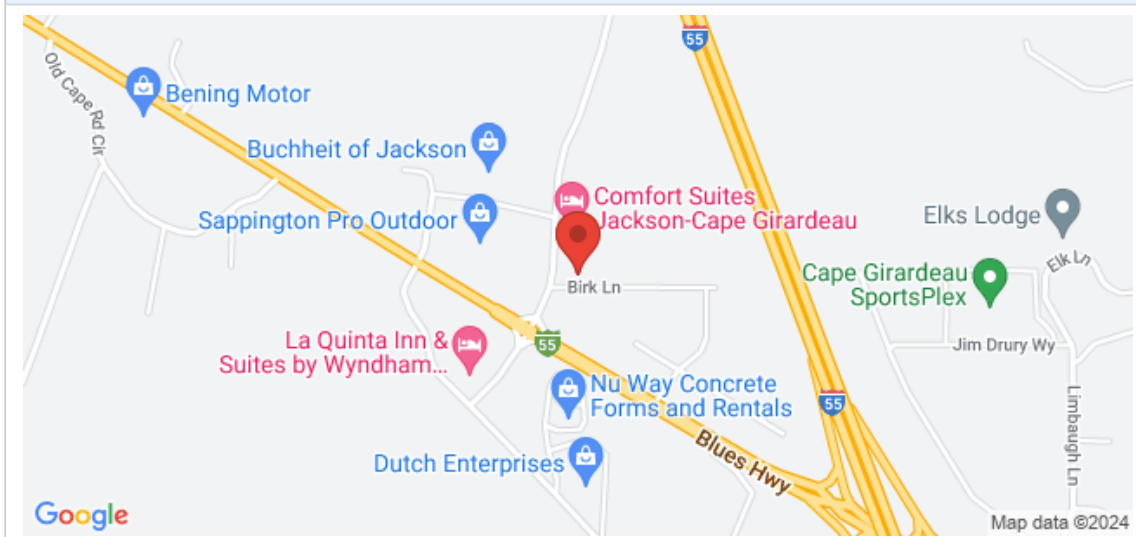 55
Old Cape Rd Cir
Bening Motor
Buchheit of Jackson
Comfort Suites
Jackson-Cape Girardeau
Sappington Pro Outdoor
Elks Lodge
Elk Ln
Cape Girardeau
SportsPlex
Birk Ln
La Quinta Inn &
Suites by Wyndham...
55
Jim Drury Wy
Nu Way Concrete
Forms and Rentals
55
Limbaugh Ln
Blues Hwy
Dutch Enterprises
Google
Map data ©2024